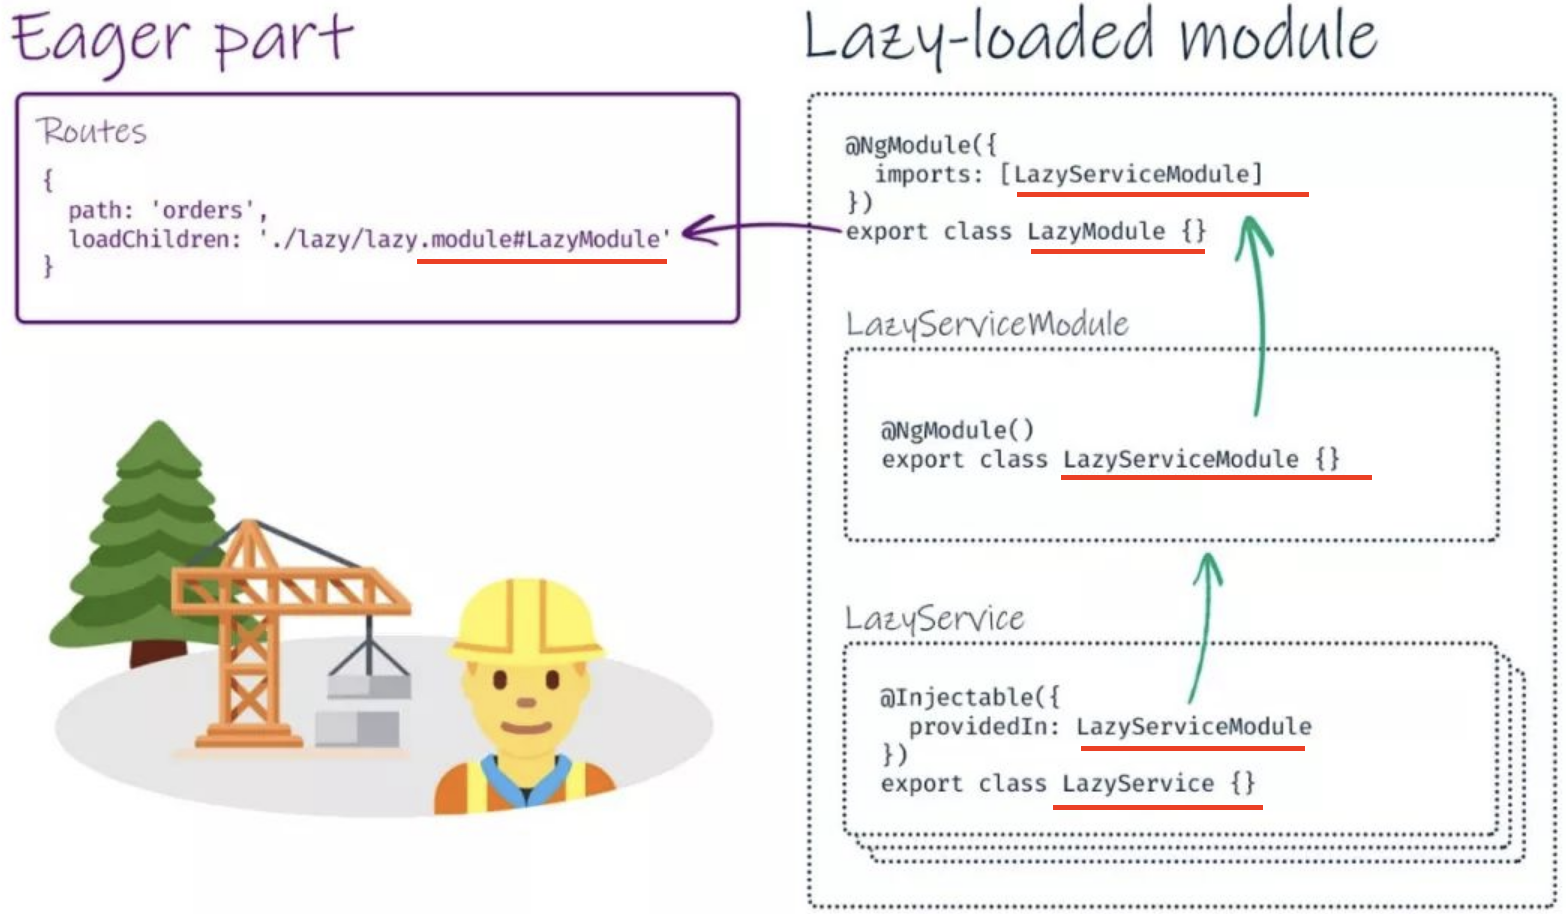 Eager part
Routes
{
path: 'orders',
loadChildren: './lazy/lazy.module#LazyModule'
}
Lazy-loaded module
@NgModule({
imports: [LazyServiceModule]
})
export class LazyModule {}
LazyServiceModule
@NgModule()
export class LazyServiceModule {}
LazyService
@Injectable({
providedIn: LazyServiceModule
})
export class LazyService {}